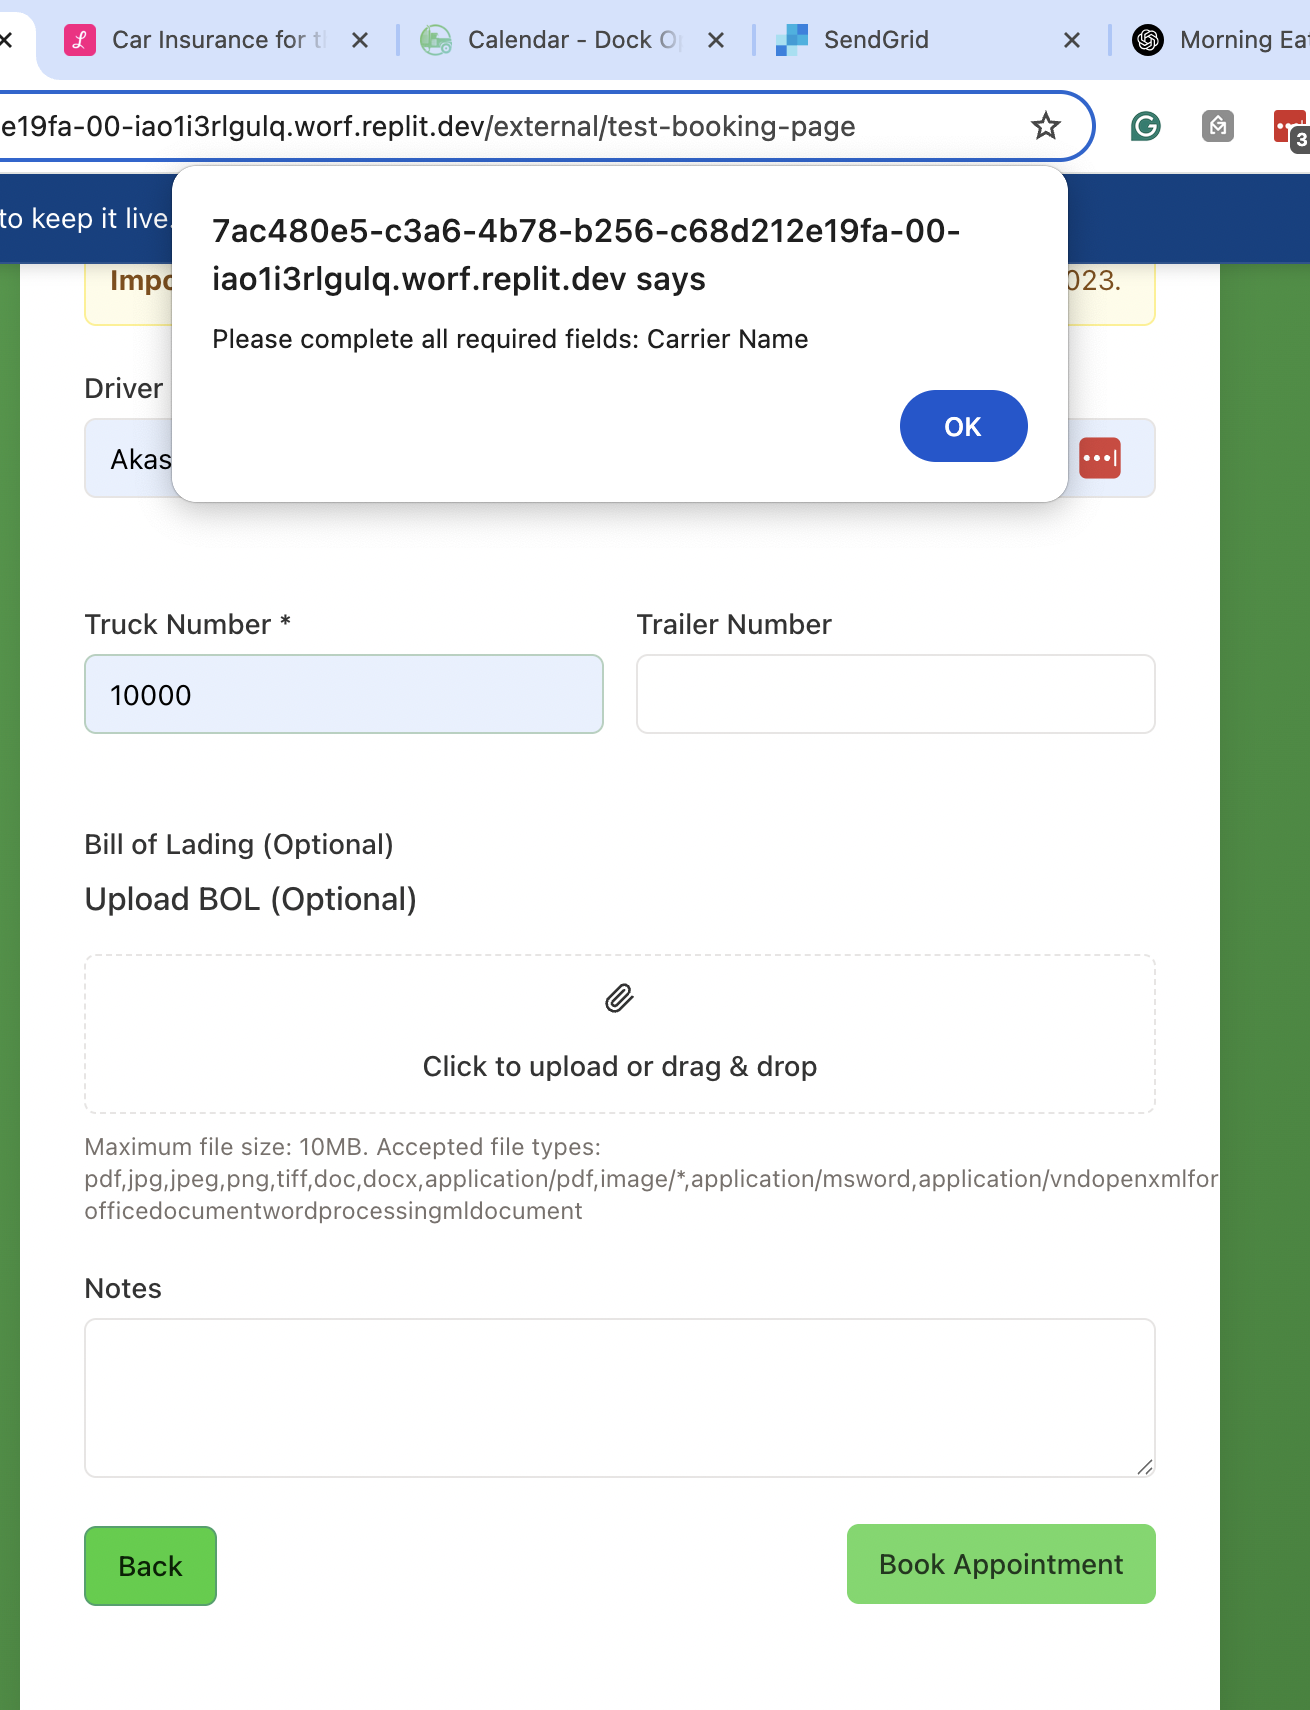 Car Insurance for t
Calendar - Dock O
SendGrid
Morning Ea
e19fa-00-iao1i3rlgulq.worf.replit.dev/external/test-booking-page
3
to keep it live.
7ac480e5-c3a6-4b78-b256-c68d212e19fa-00-
iao1i3rlgulq.worf.replit.dev says
Please complete all required fields: Carrier Name
OK
Impo
023.
Driver
Akas
Truck Number *
Trailer Number
10000
Bill of Lading (Optional)
Upload BOL (Optional)
Click to upload or drag & drop
Maximum file size: 10MB. Accepted file types:
pdf,jpg,jpeg,png,tiff,doc,docx,application/pdf,image/*,application/msword,application/vndopenxmlfor
officedocumentwordprocessingmldocument
Notes
Back
Book Appointment